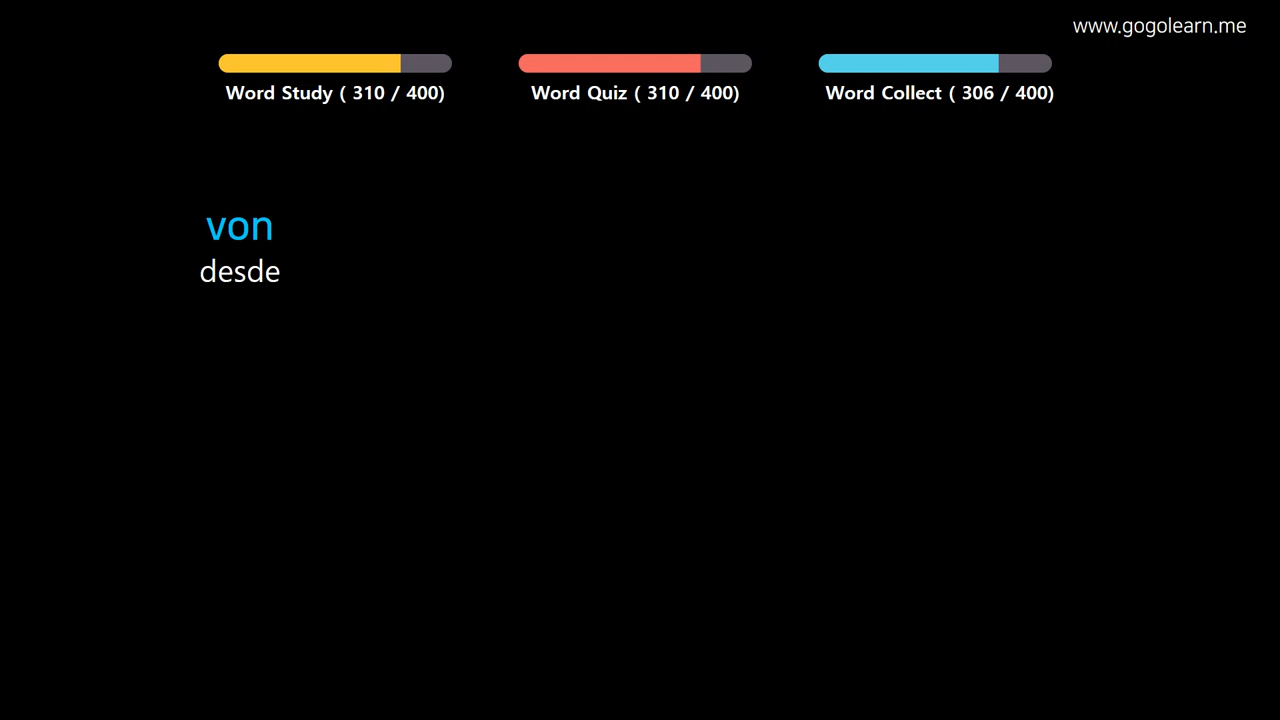 www.gogolearn.me
Word Study ( 310 / 400)
Word Quiz ( 310 / 400)
Word Collect ( 306 / 400)
von
desde